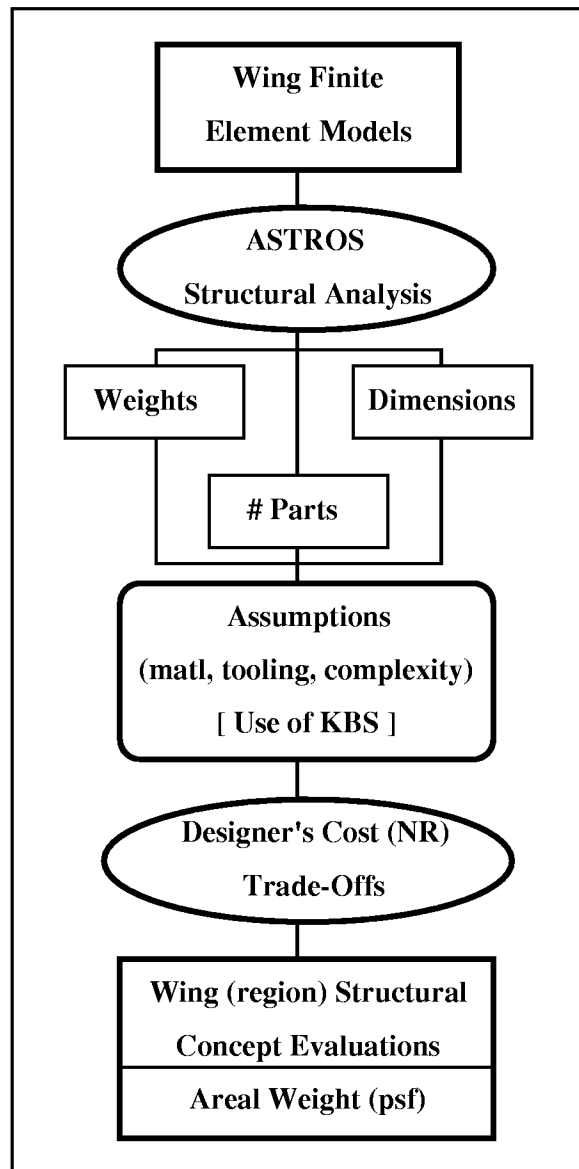 Wing Finite
Element Models
ASTROS
Structural Analysis
Weights
Dimensions
# Parts
Assumptions
(matl, tooling, complexity)
[ Use of KBS ]
Designer's Cost (NR)
Trade-Offs
Wing (region) Structural
Concept Evaluations
Areal Weight (psf)